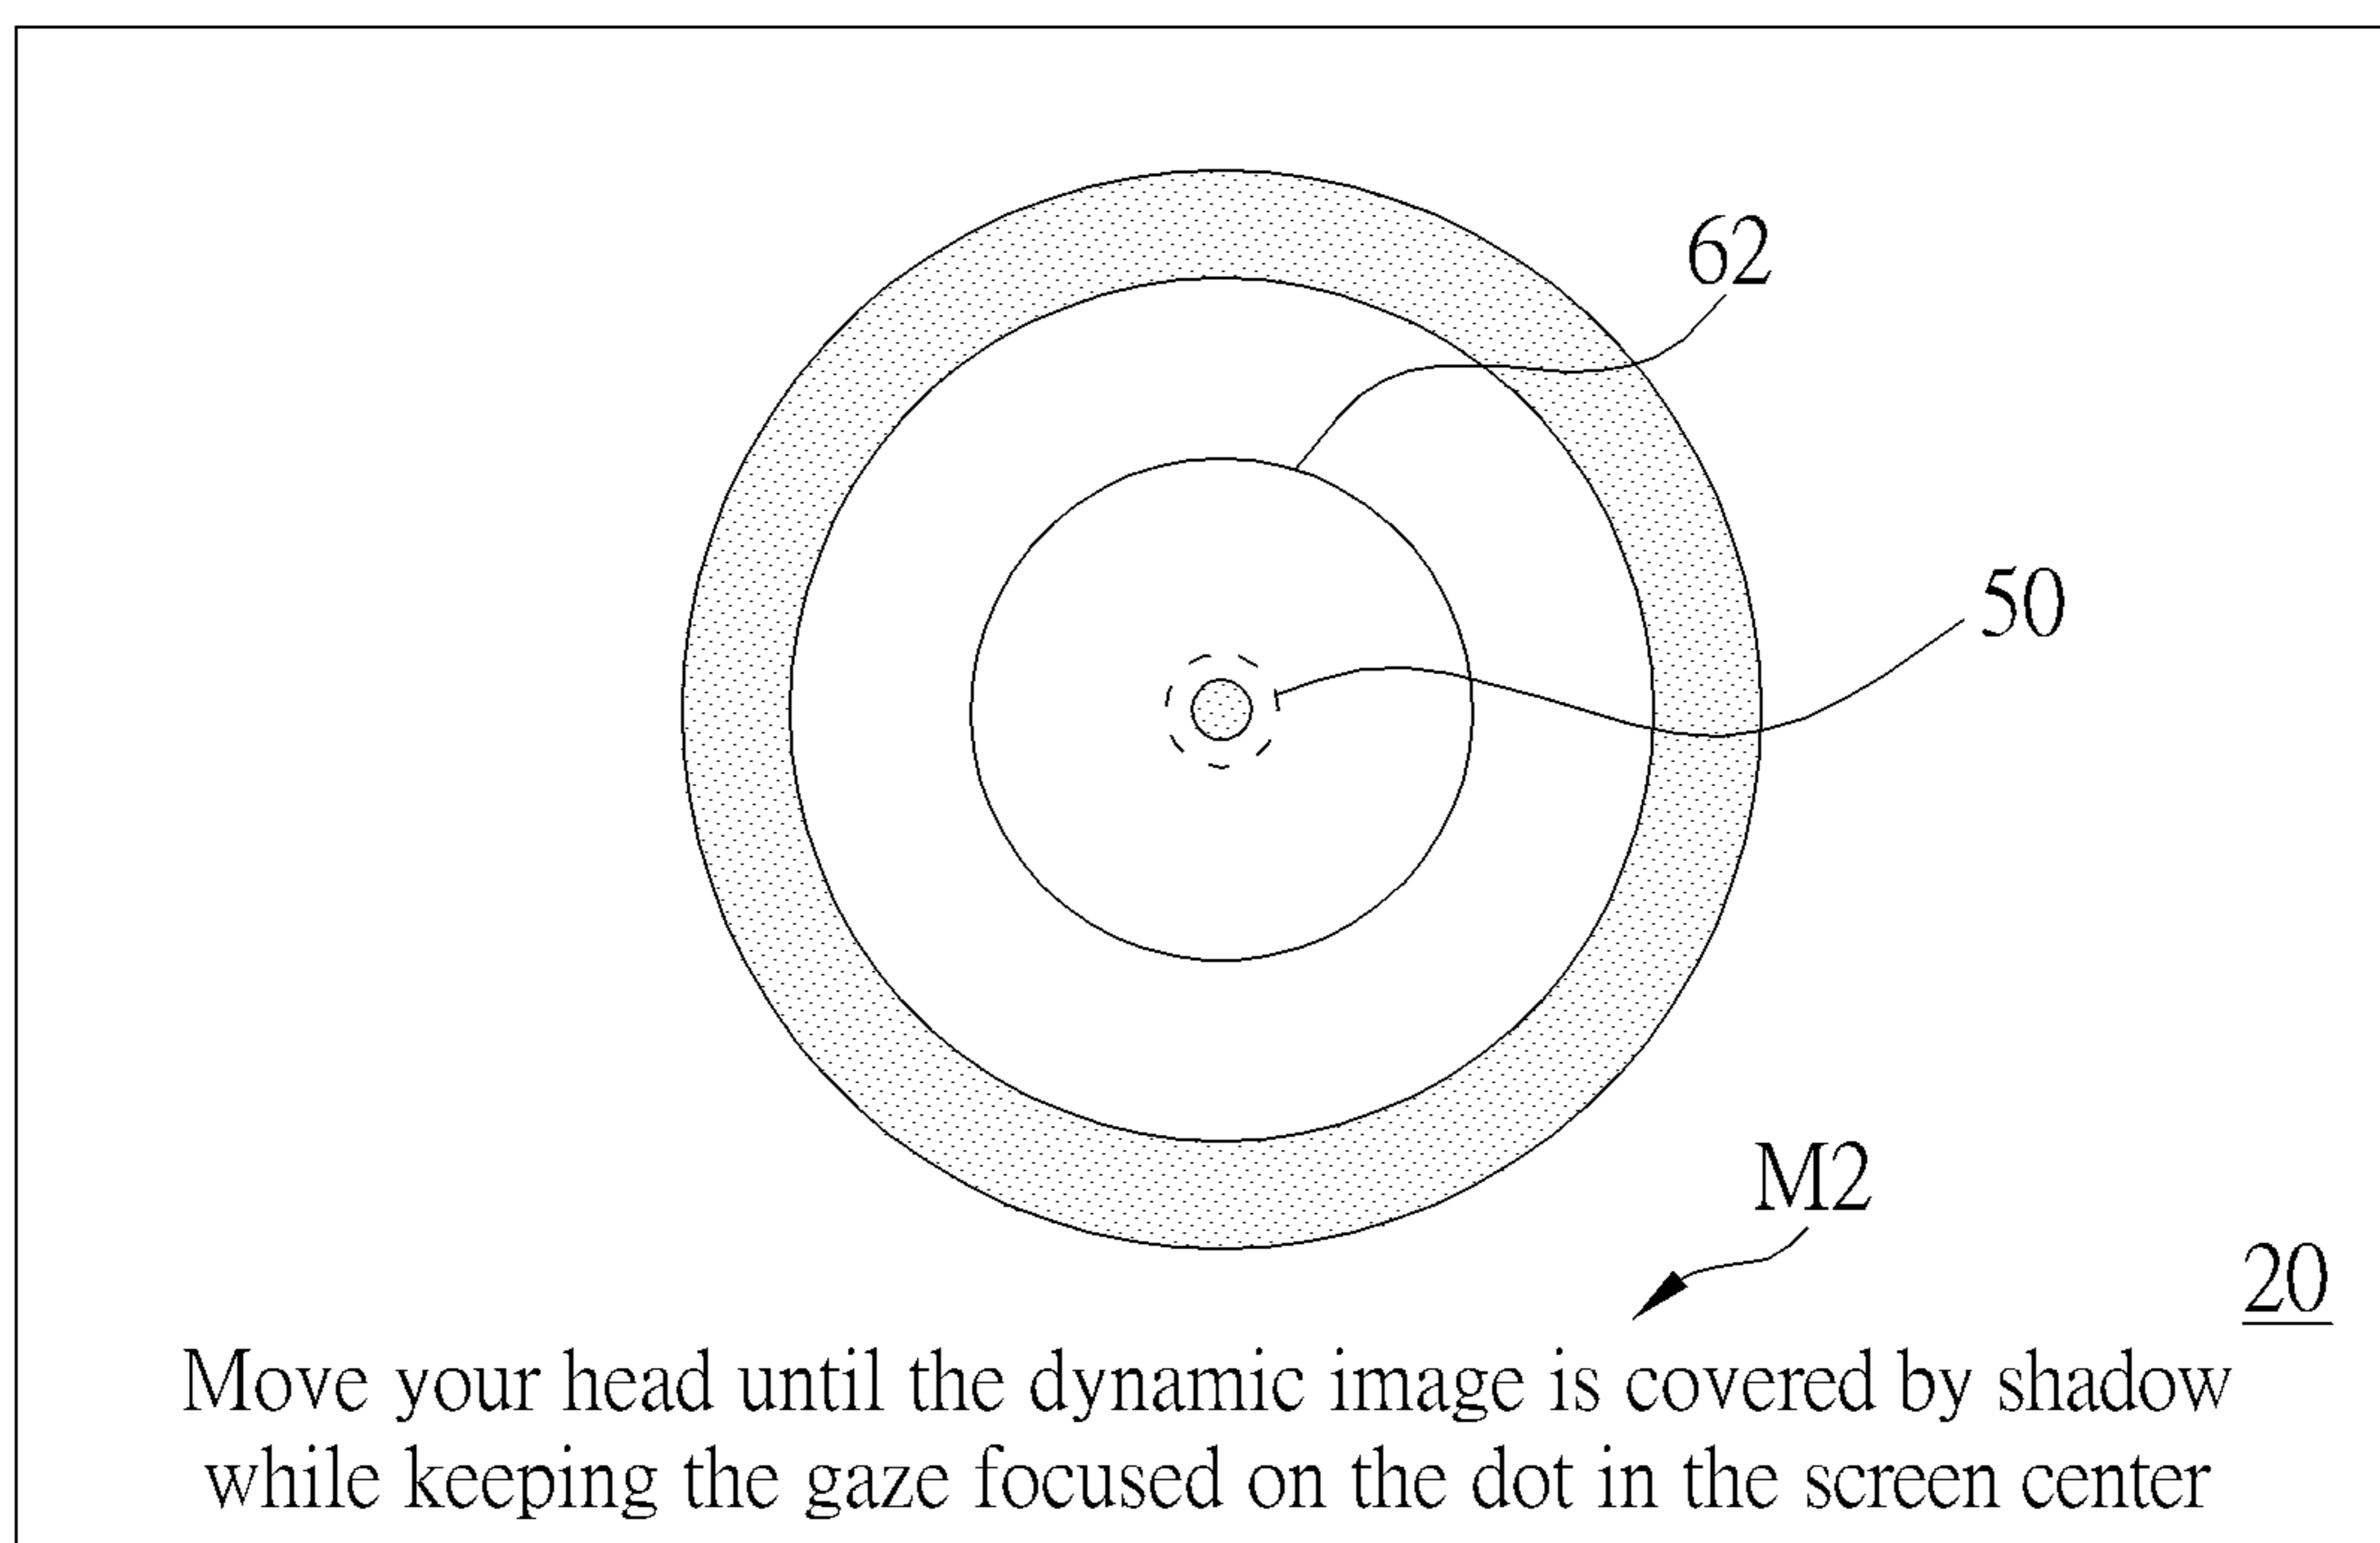 62
50
M2
20
Move your head until the dynamic image is covered by shadow
while keeping the gaze focused on the dot in the screen center